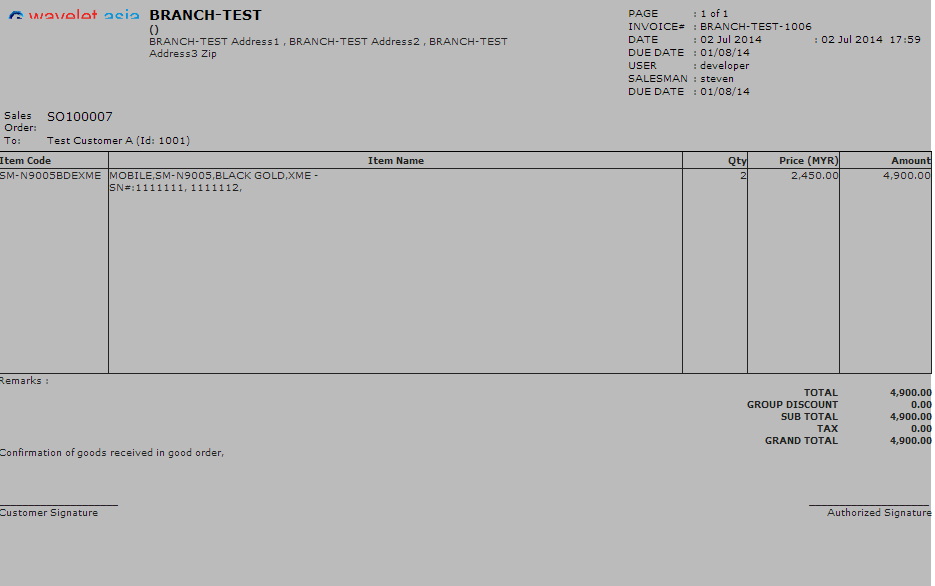 wavelet asia
BRANCH-TEST
()
BRANCH-TEST Address1 , BRANCH-TEST Address2 , BRANCH-TEST
Address3 Zip
PAGE : 1 of 1
INVOICE# : BRANCH-TEST-1006
DATE : 02 Jul 2014 : 02 Jul 2014 17:59
DUE DATE : 01/08/14
USER : developer
SALESMAN : steven
DUE DATE : 01/08/14
Sales Order: SO100007
To: Test Customer A (Id: 1001)
Item Code Item Name Qty Price (MYR) Amount
SM-N9005BDEXME MOBILE,SM-N9005,BLACK GOLD,XME - 2 2,450.00 4,900.00
SN#:1111111, 1111112,
Remarks :
TOTAL 4,900.00
GROUP DISCOUNT 0.00
SUB TOTAL 4,900.00
TAX 0.00
GRAND TOTAL 4,900.00
Confirmation of goods received in good order,
Customer Signature Authorized Signature